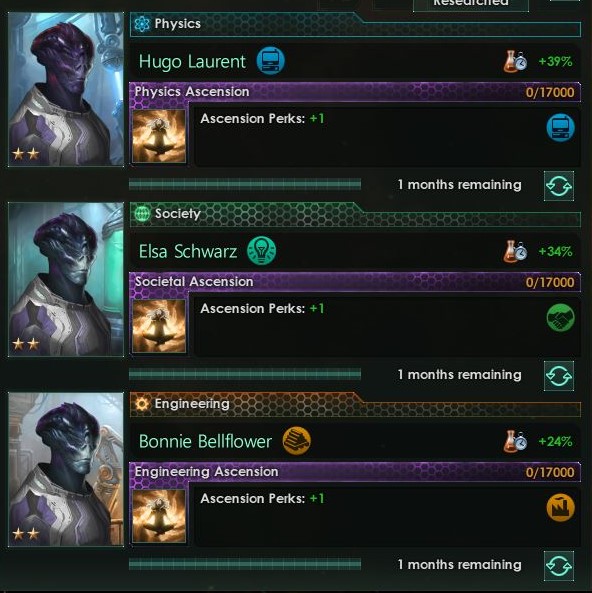 Researched
Physics
Hugo Laurent +39%
Physics Ascension 0/17000
Ascension Perks: +1
1 months remaining
Society
Elsa Schwarz +34%
Societal Ascension 0/17000
Ascension Perks: +1
1 months remaining
Engineering
Bonnie Bellflower +24%
Engineering Ascension 0/17000
Ascension Perks: +1
1 months remaining